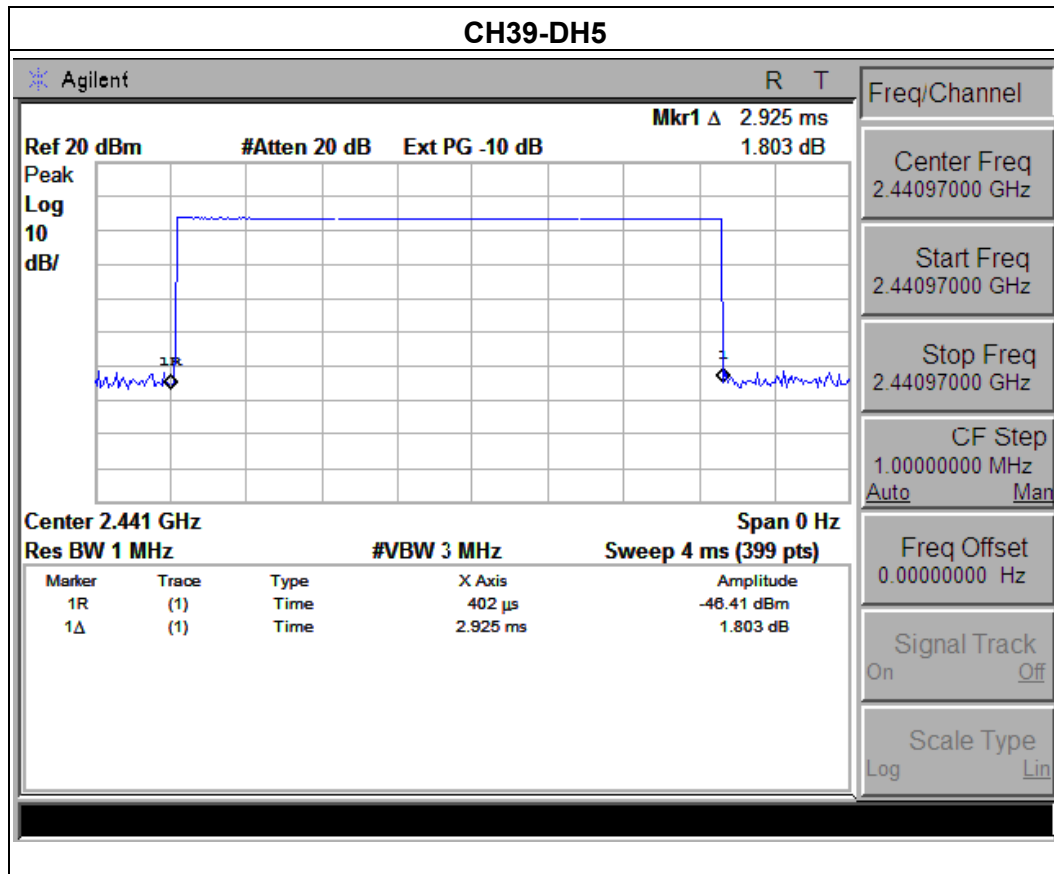 CH39-DH5
Agilent R T
Mkr1 Δ 2.925 ms
Ref 20 dBm #Atten 20 dB Ext PG -10 dB 1.803 dB
Peak
Log
10
dB/
1R
1
Center 2.441 GHz Span 0 Hz
Res BW 1 MHz #VBW 3 MHz Sweep 4 ms (399 pts)
Marker Trace Type X Axis Amplitude
1R (1) Time 402 µs -46.41 dBm
1Δ (1) Time 2.925 ms 1.803 dB
Freq/Channel
Center Freq
2.44097000 GHz
Start Freq
2.44097000 GHz
Stop Freq
2.44097000 GHz
CF Step
1.00000000 MHz
Auto Man
Freq Offset
0.00000000 Hz
Signal Track
On Off
Scale Type
Log Lin